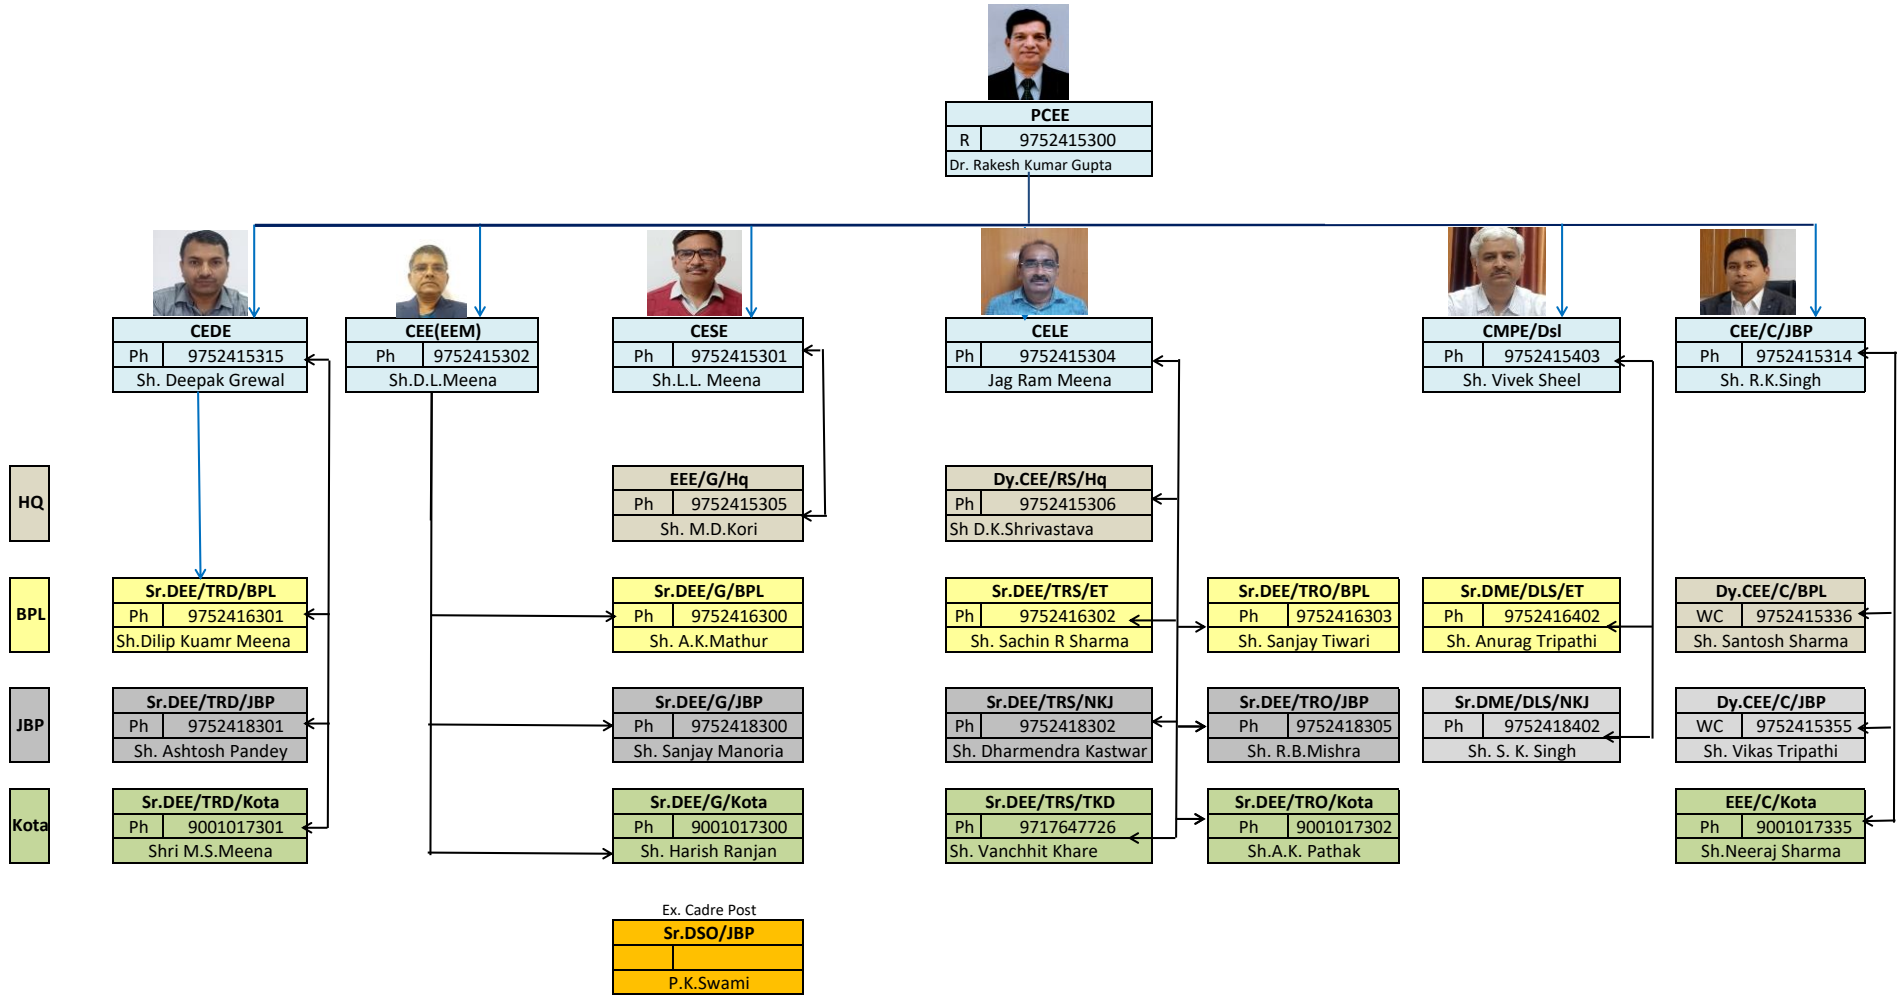 PCEE
R 9752415300
Dr. Rakesh Kumar Gupta
CEDE
Ph 9752415315
Sh. Deepak Grewal
CEE(EEM)
Ph 9752415302
Sh.D.L.Meena
CESE
Ph 9752415301
Sh.L.L. Meena
CELE
Ph 9752415304
Jag Ram Meena
CMPE/Dsl
Ph 9752415403
Sh. Vivek Sheel
CEE/C/JBP
Ph 9752415314
Sh. R.K.Singh
HQ
EEE/G/Hq
Ph 9752415305
Sh. M.D.Kori
Dy.CEE/RS/Hq
Ph 9752415306
Sh D.K.Shrivastava
BPL
Sr.DEE/TRD/BPL
Ph 9752416301
Sh.Dilip Kuamr Meena
Sr.DEE/G/BPL
Ph 9752416300
Sh. A.K.Mathur
Sr.DEE/TRS/ET
Ph 9752416302
Sh. Sachin R Sharma
Sr.DEE/TRO/BPL
Ph 9752416303
Sh. Sanjay Tiwari
Sr.DME/DLS/ET
Ph 9752416402
Sh. Anurag Tripathi
Dy.CEE/C/BPL
WC 9752415336
Sh. Santosh Sharma
JBP
Sr.DEE/TRD/JBP
Ph 9752418301
Sh. Ashtosh Pandey
Sr.DEE/G/JBP
Ph 9752418300
Sh. Sanjay Manoria
Sr.DEE/TRS/NKJ
Ph 9752418302
Sh. Dharmendra Kastwar
Sr.DEE/TRO/JBP
Ph 9752418305
Sh. R.B.Mishra
Sr.DME/DLS/NKJ
Ph 9752418402
Sh. S. K. Singh
Dy.CEE/C/JBP
WC 9752415355
Sh. Vikas Tripathi
Kota
Sr.DEE/TRD/Kota
Ph 9001017301
Shri M.S.Meena
Sr.DEE/G/Kota
Ph 9001017300
Sh. Harish Ranjan
Sr.DEE/TRS/TKD
Ph 9717647726
Sh. Vanchhit Khare
Sr.DEE/TRO/Kota
Ph 9001017302
Sh.A.K. Pathak
EEE/C/Kota
Ph 9001017335
Sh.Neeraj Sharma
Ex. Cadre Post
Sr.DSO/JBP
P.K.Swami